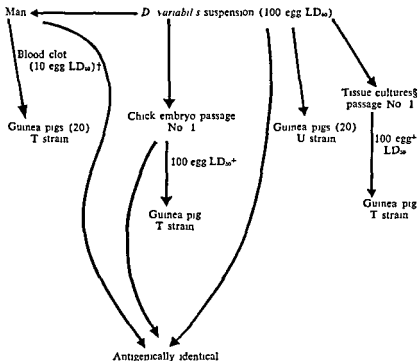 Man
D variabil s suspension (100 egg LD₅₀)
Blood clot
(10 egg LD₅₀)†
Guinea pigs (20)
T strain
Chick embryo passage
No 1
100 egg LD₅₀⁺
Guinea pig
T strain
Guinea pigs (20)
U strain
Tissue cultures§
passage No 1
100 egg
LD₅₀
Guinea pig
T strain
Antigenically identical